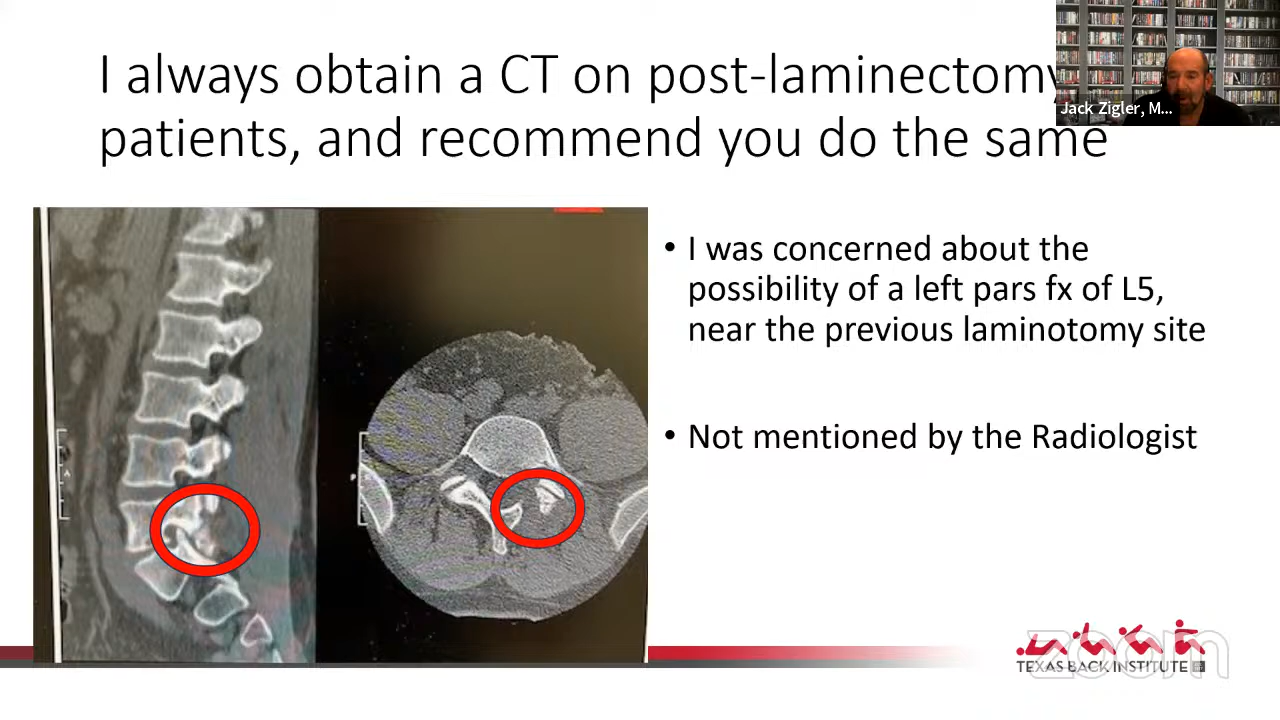 I always obtain a CT on post-laminectomy
patients, and recommend you do the same
Jack Zigler, M...
• I was concerned about the
possibility of a left pars fx of L5,
near the previous laminotomy site
• Not mentioned by the Radiologist
A
zoom
TEXAS BACK INSTITUTE